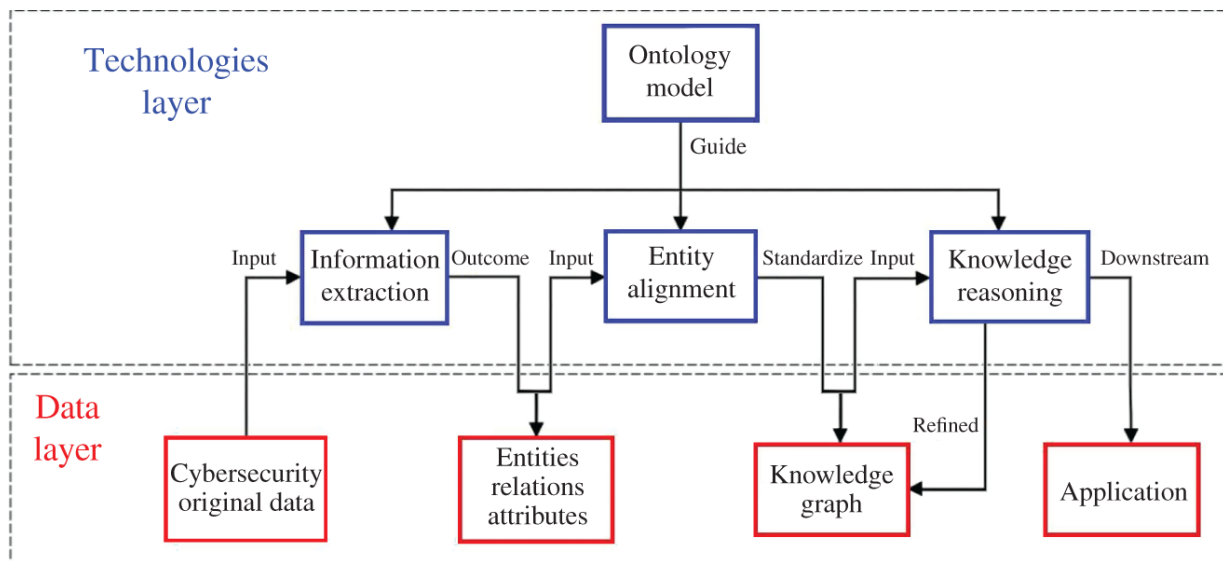 Technologies
layer
Ontology
model
Guide
Input
Information
extraction
Outcome
Input
Entity
alignment
Standardize
Input
Knowledge
reasoning
Downstream
Data
layer
Cybersecurity
original data
Entities
relations
attributes
Refined
Knowledge
graph
Application